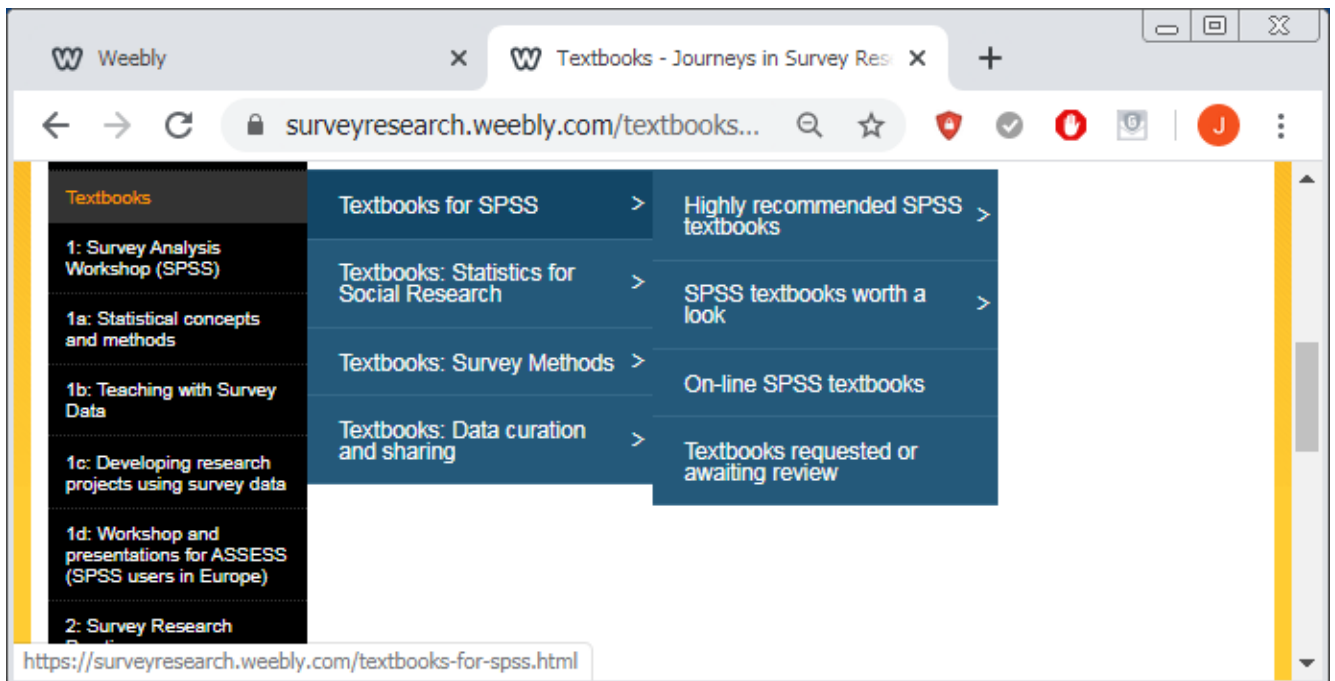 Weebly
Textbooks - Journeys in Survey Res
surveyresearch.weebly.com/textbooks...
J
Textbooks
1: Survey Analysis
Workshop (SPSS)
1a: Statistical concepts
and methods
1b: Teaching with Survey
Data
1c: Developing research
projects using survey data
1d: Workshop and
presentations for ASSESS
(SPSS users in Europe)
2: Survey Research
Textbooks for SPSS >
Textbooks: Statistics for
Social Research >
Textbooks: Survey Methods >
Textbooks: Data curation
and sharing >
Highly recommended SPSS
textbooks >
SPSS textbooks worth a
look >
On-line SPSS textbooks
Textbooks requested or
awaiting review
https://surveyresearch.weebly.com/textbooks-for-spss.html